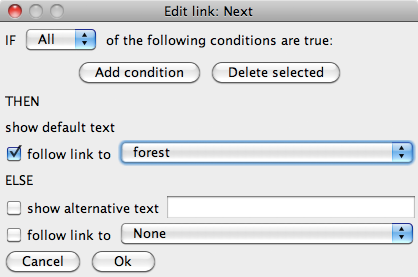 Edit link: Next
IF All of the following conditions are true:
Add condition Delete selected
THEN
show default text
follow link to forest
ELSE
show alternative text
follow link to None
Cancel Ok